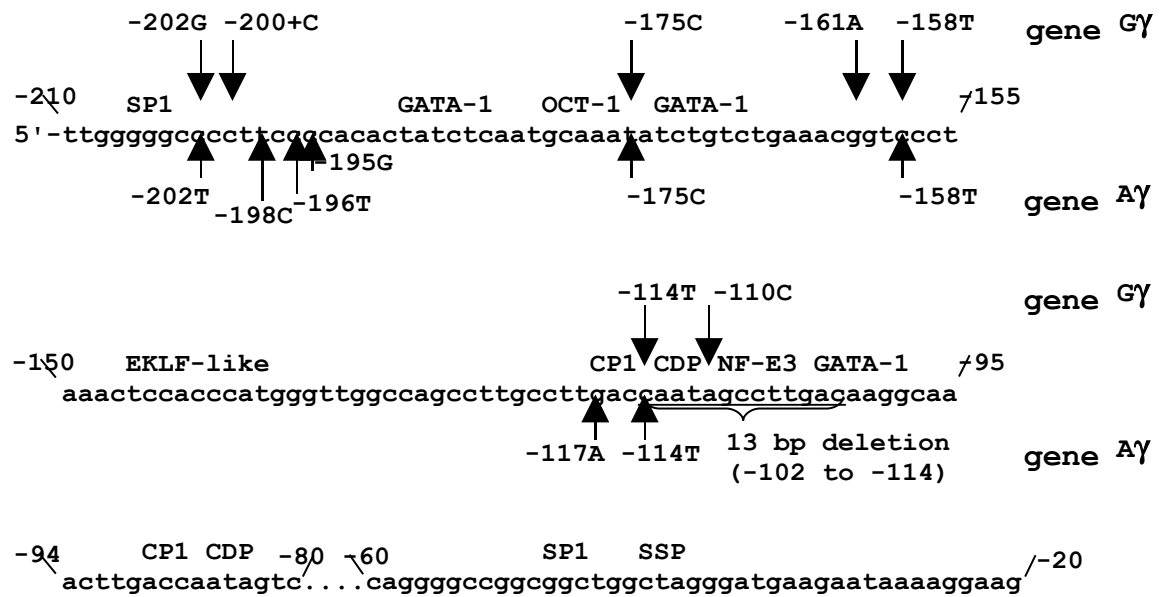 -202G -200+C -175C -161A -158T gene Gγ
-210 SP1 GATA-1 OCT-1 GATA-1 -155
5'-ttgggggccccttccccacactatctcaatgcaaatatctgtctgaaacggtccct
-195G
-202T -198C -196T -175C -158T gene Aγ
-114T -110C gene Gγ
-150 EKLF-like CP1 CDP NF-E3 GATA-1 -95
aaactccacccatgggttggccagccttgccttgaccaatagccttgacaaggcaa
-117A -114T 13 bp deletion gene Aγ
(-102 to -114)
-94 CP1 CDP -80 -60 SP1 SSP -20
acttgaccaatagtc....caggggccggcggctggctagggatgaagaataaaaggaag